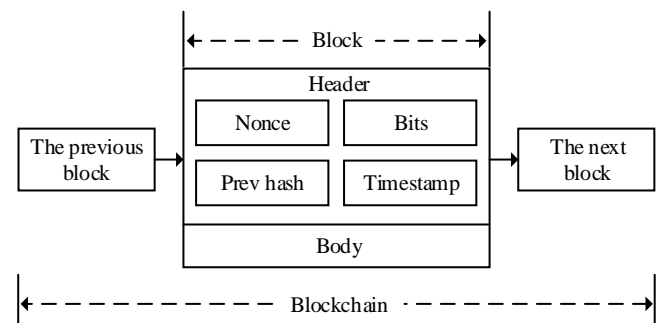 Block
Header
Nonce
Bits
The previous
block
Prev hash
Timestamp
The next
block
Body
Blockchain